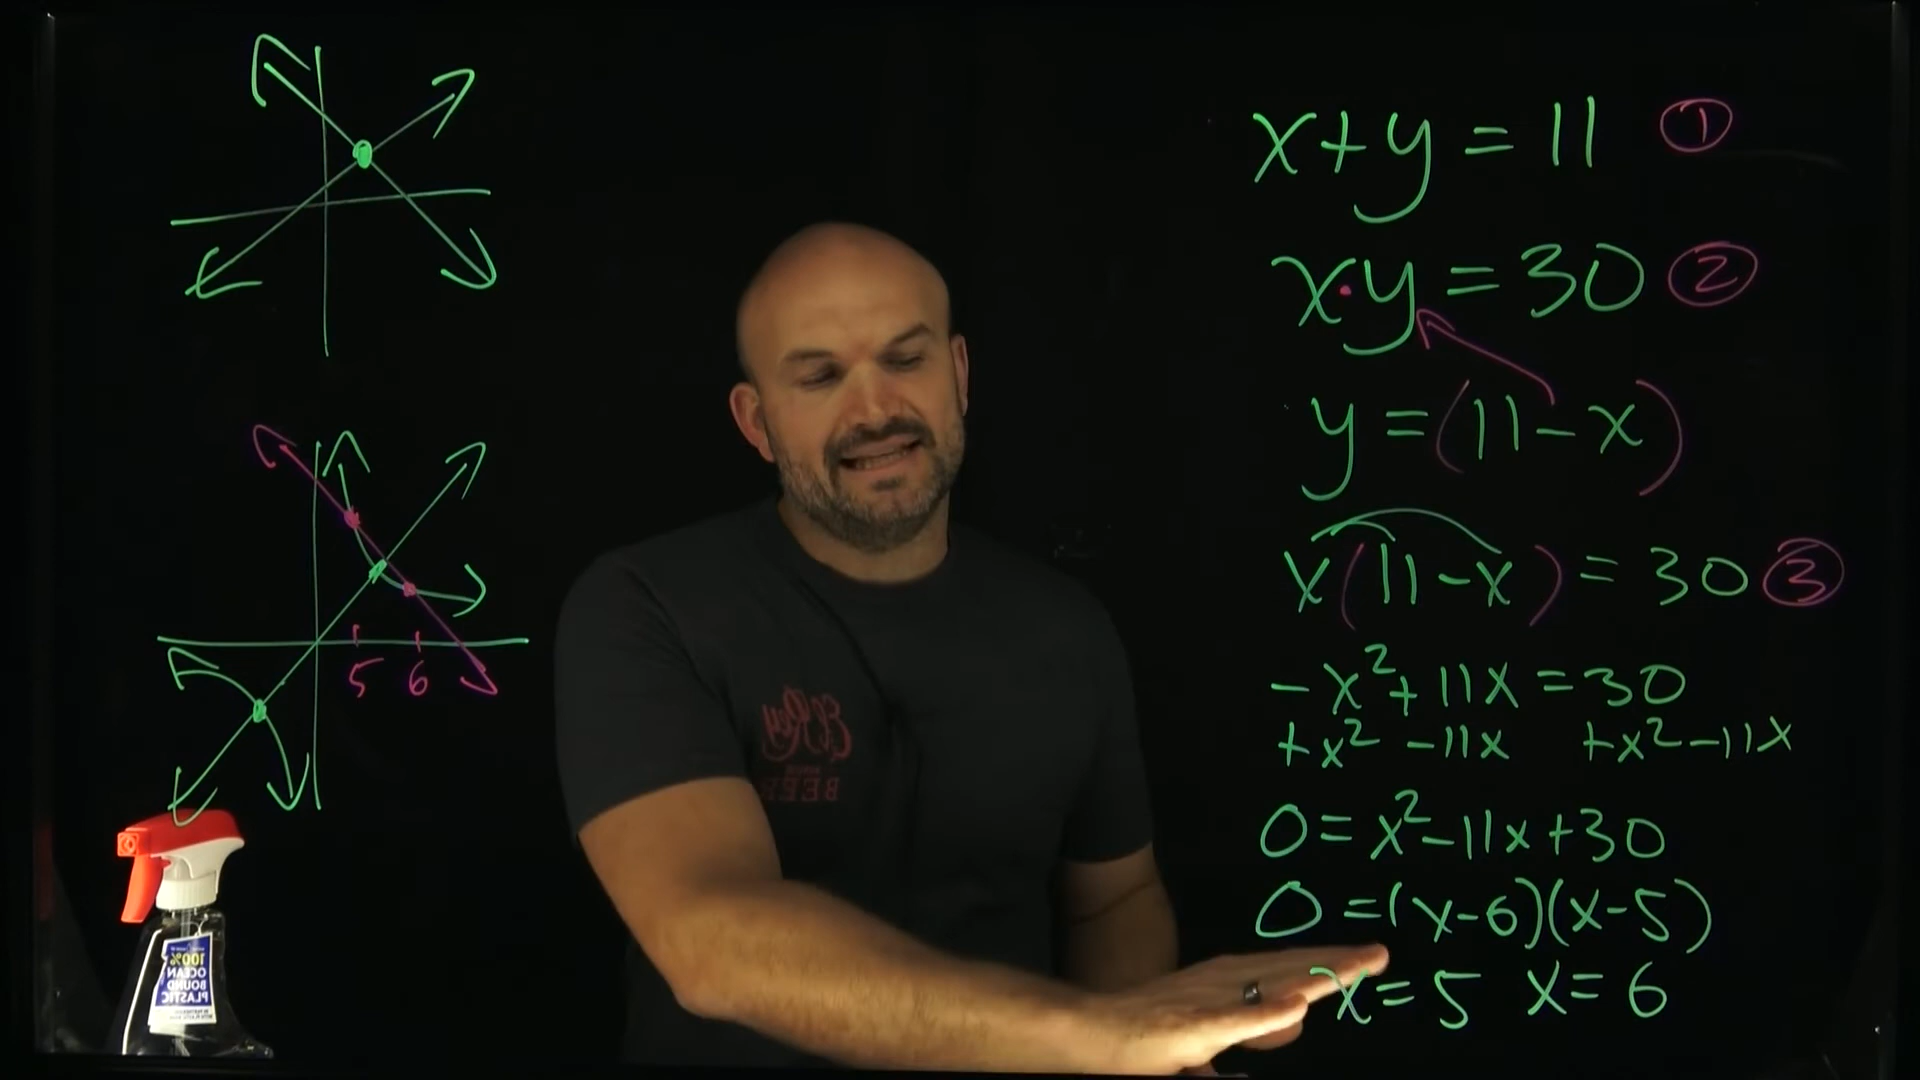 x+y=11 ①
x·y=30 ②
y=(11-x)
x(11-x)=30 ③
-x²+11x=30
+x² -11x +x²-11x
0=x²-11x+30
0=(x-6)(x-5)
x=5 x=6
5 6
BEER
100%
OCEAN
BOUND
PLASTIC